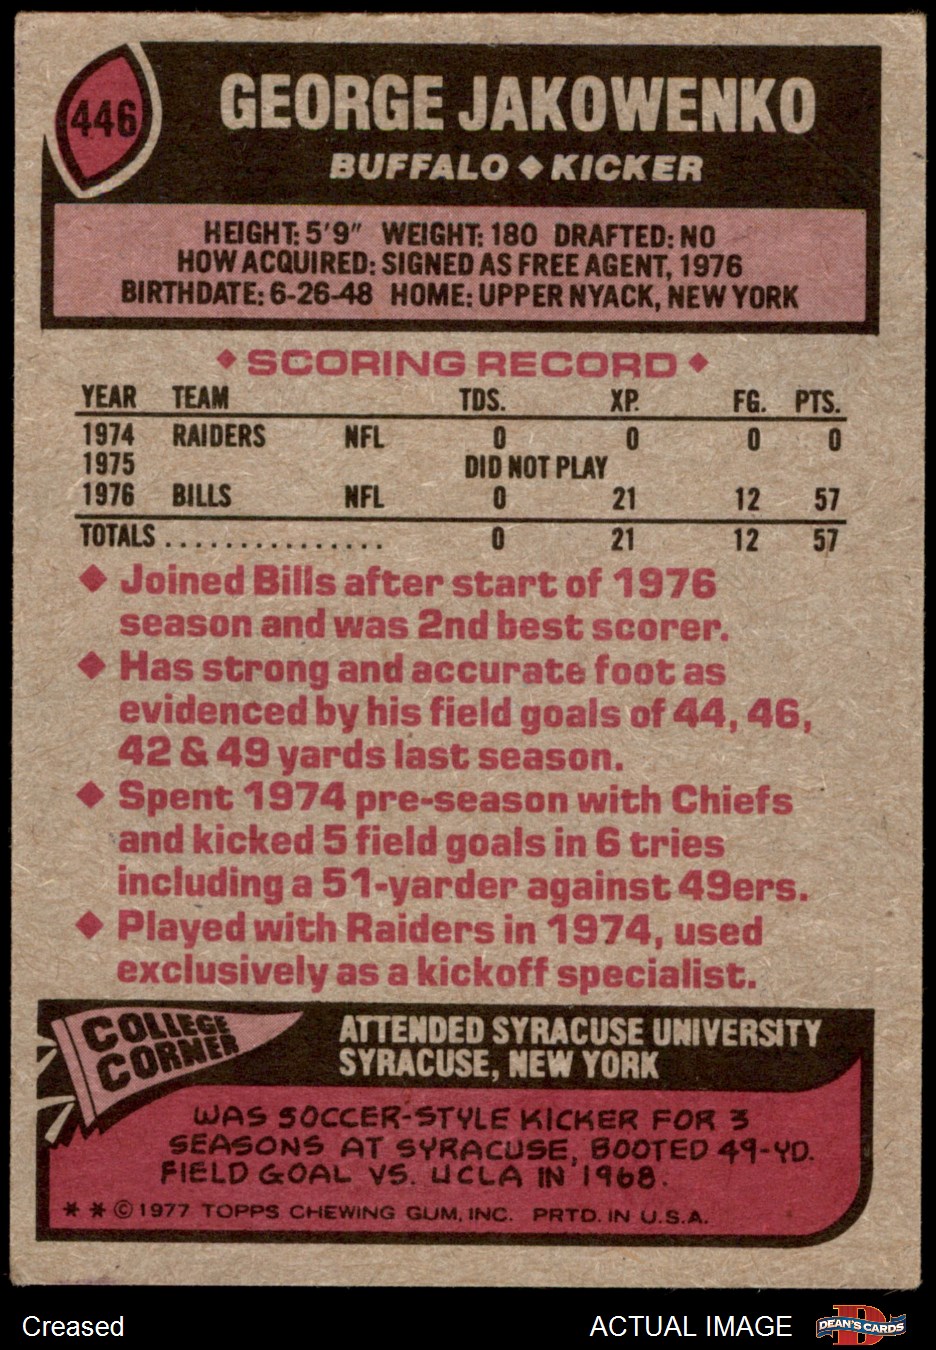 446
GEORGE JAKOWENKO
BUFFALO ◆ KICKER
HEIGHT: 5'9" WEIGHT: 180 DRAFTED: NO
HOW ACQUIRED: SIGNED AS FREE AGENT, 1976
BIRTHDATE: 6-26-48 HOME: UPPER NYACK, NEW YORK
◆ SCORING RECORD ◆
YEAR TEAM TDS. XP. FG. PTS.
1974 RAIDERS NFL 0 0 0 0
1975 DID NOT PLAY
1976 BILLS NFL 0 21 12 57
TOTALS ............... 0 21 12 57
◆ Joined Bills after start of 1976
season and was 2nd best scorer.
◆ Has strong and accurate foot as
evidenced by his field goals of 44, 46,
42 & 49 yards last season.
◆ Spent 1974 pre-season with Chiefs
and kicked 5 field goals in 6 tries
including a 51-yarder against 49ers.
◆ Played with Raiders in 1974, used
exclusively as a kickoff specialist.
COLLEGE
CORNER
ATTENDED SYRACUSE UNIVERSITY
SYRACUSE, NEW YORK
WAS SOCCER-STYLE KICKER FOR 3
SEASONS AT SYRACUSE, BOOTED 49-YD.
FIELD GOAL VS. UCLA IN 1968.
* * © 1977 TOPPS CHEWING GUM, INC. PRTD. IN U.S.A.
Creased
ACTUAL IMAGE
DEAN'S CARDS